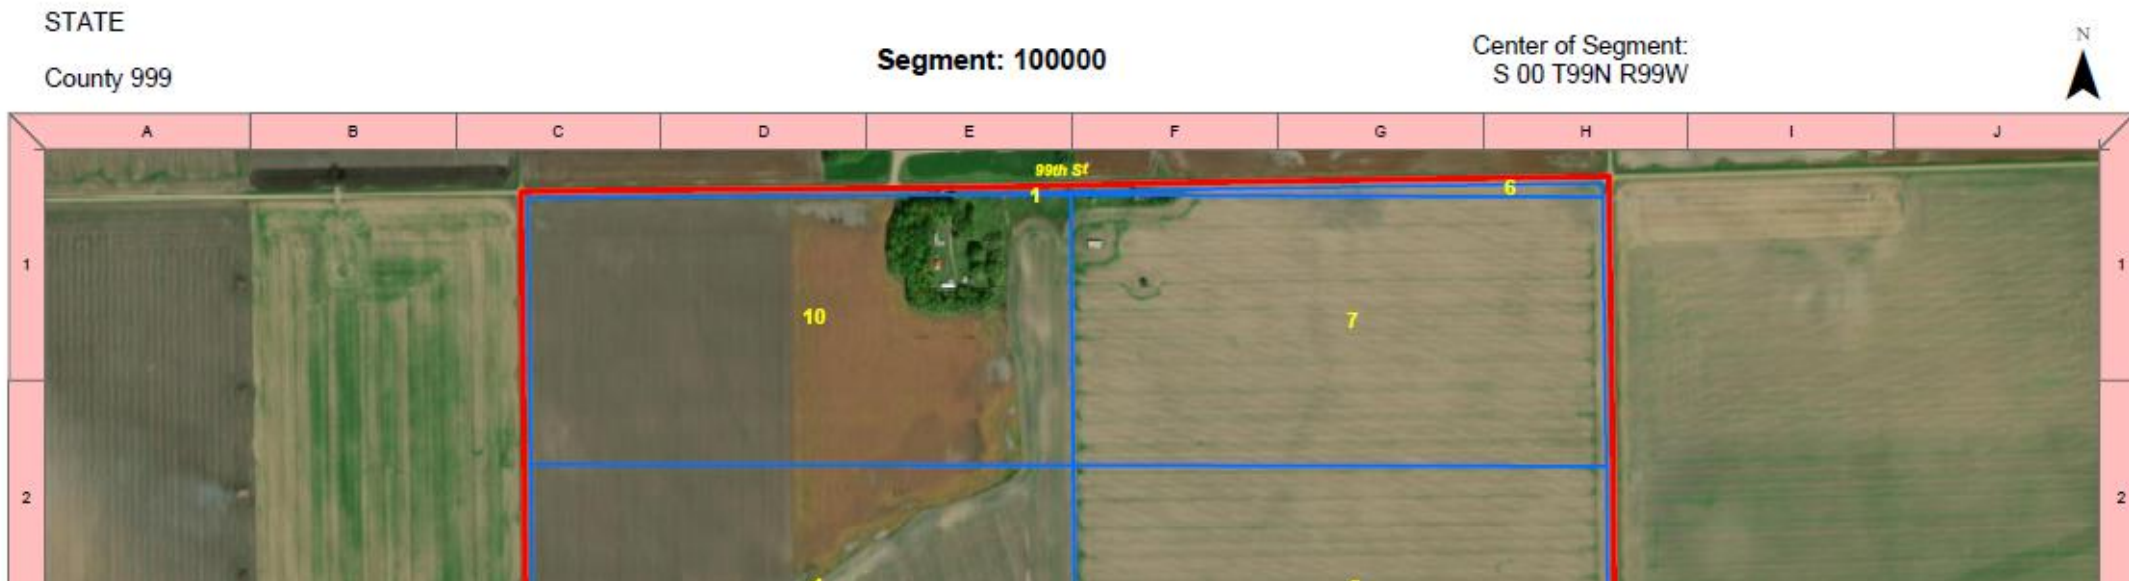 STATE
County 999
Segment: 100000
Center of Segment:
S 00 T99N R99W
N
A B C D E F G H I J
99th St
1 6
1 1
10 7
2 2